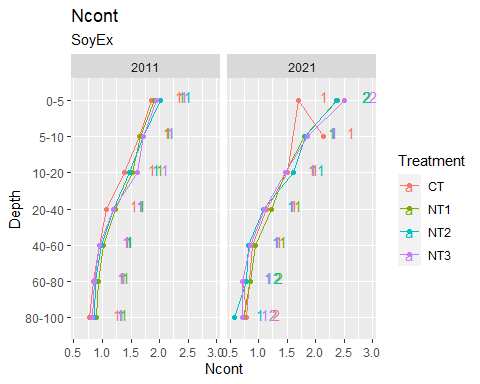 Ncont
SoyEx
2011 2021
0-5
5-10
10-20
20-40
40-60
60-80
80-100
Depth
0.5 1.0 1.5 2.0 2.5 3.0 0.5 1.0 1.5 2.0 2.5 3.0
Ncont
Treatment
a CT
a NT1
a NT2
a NT3